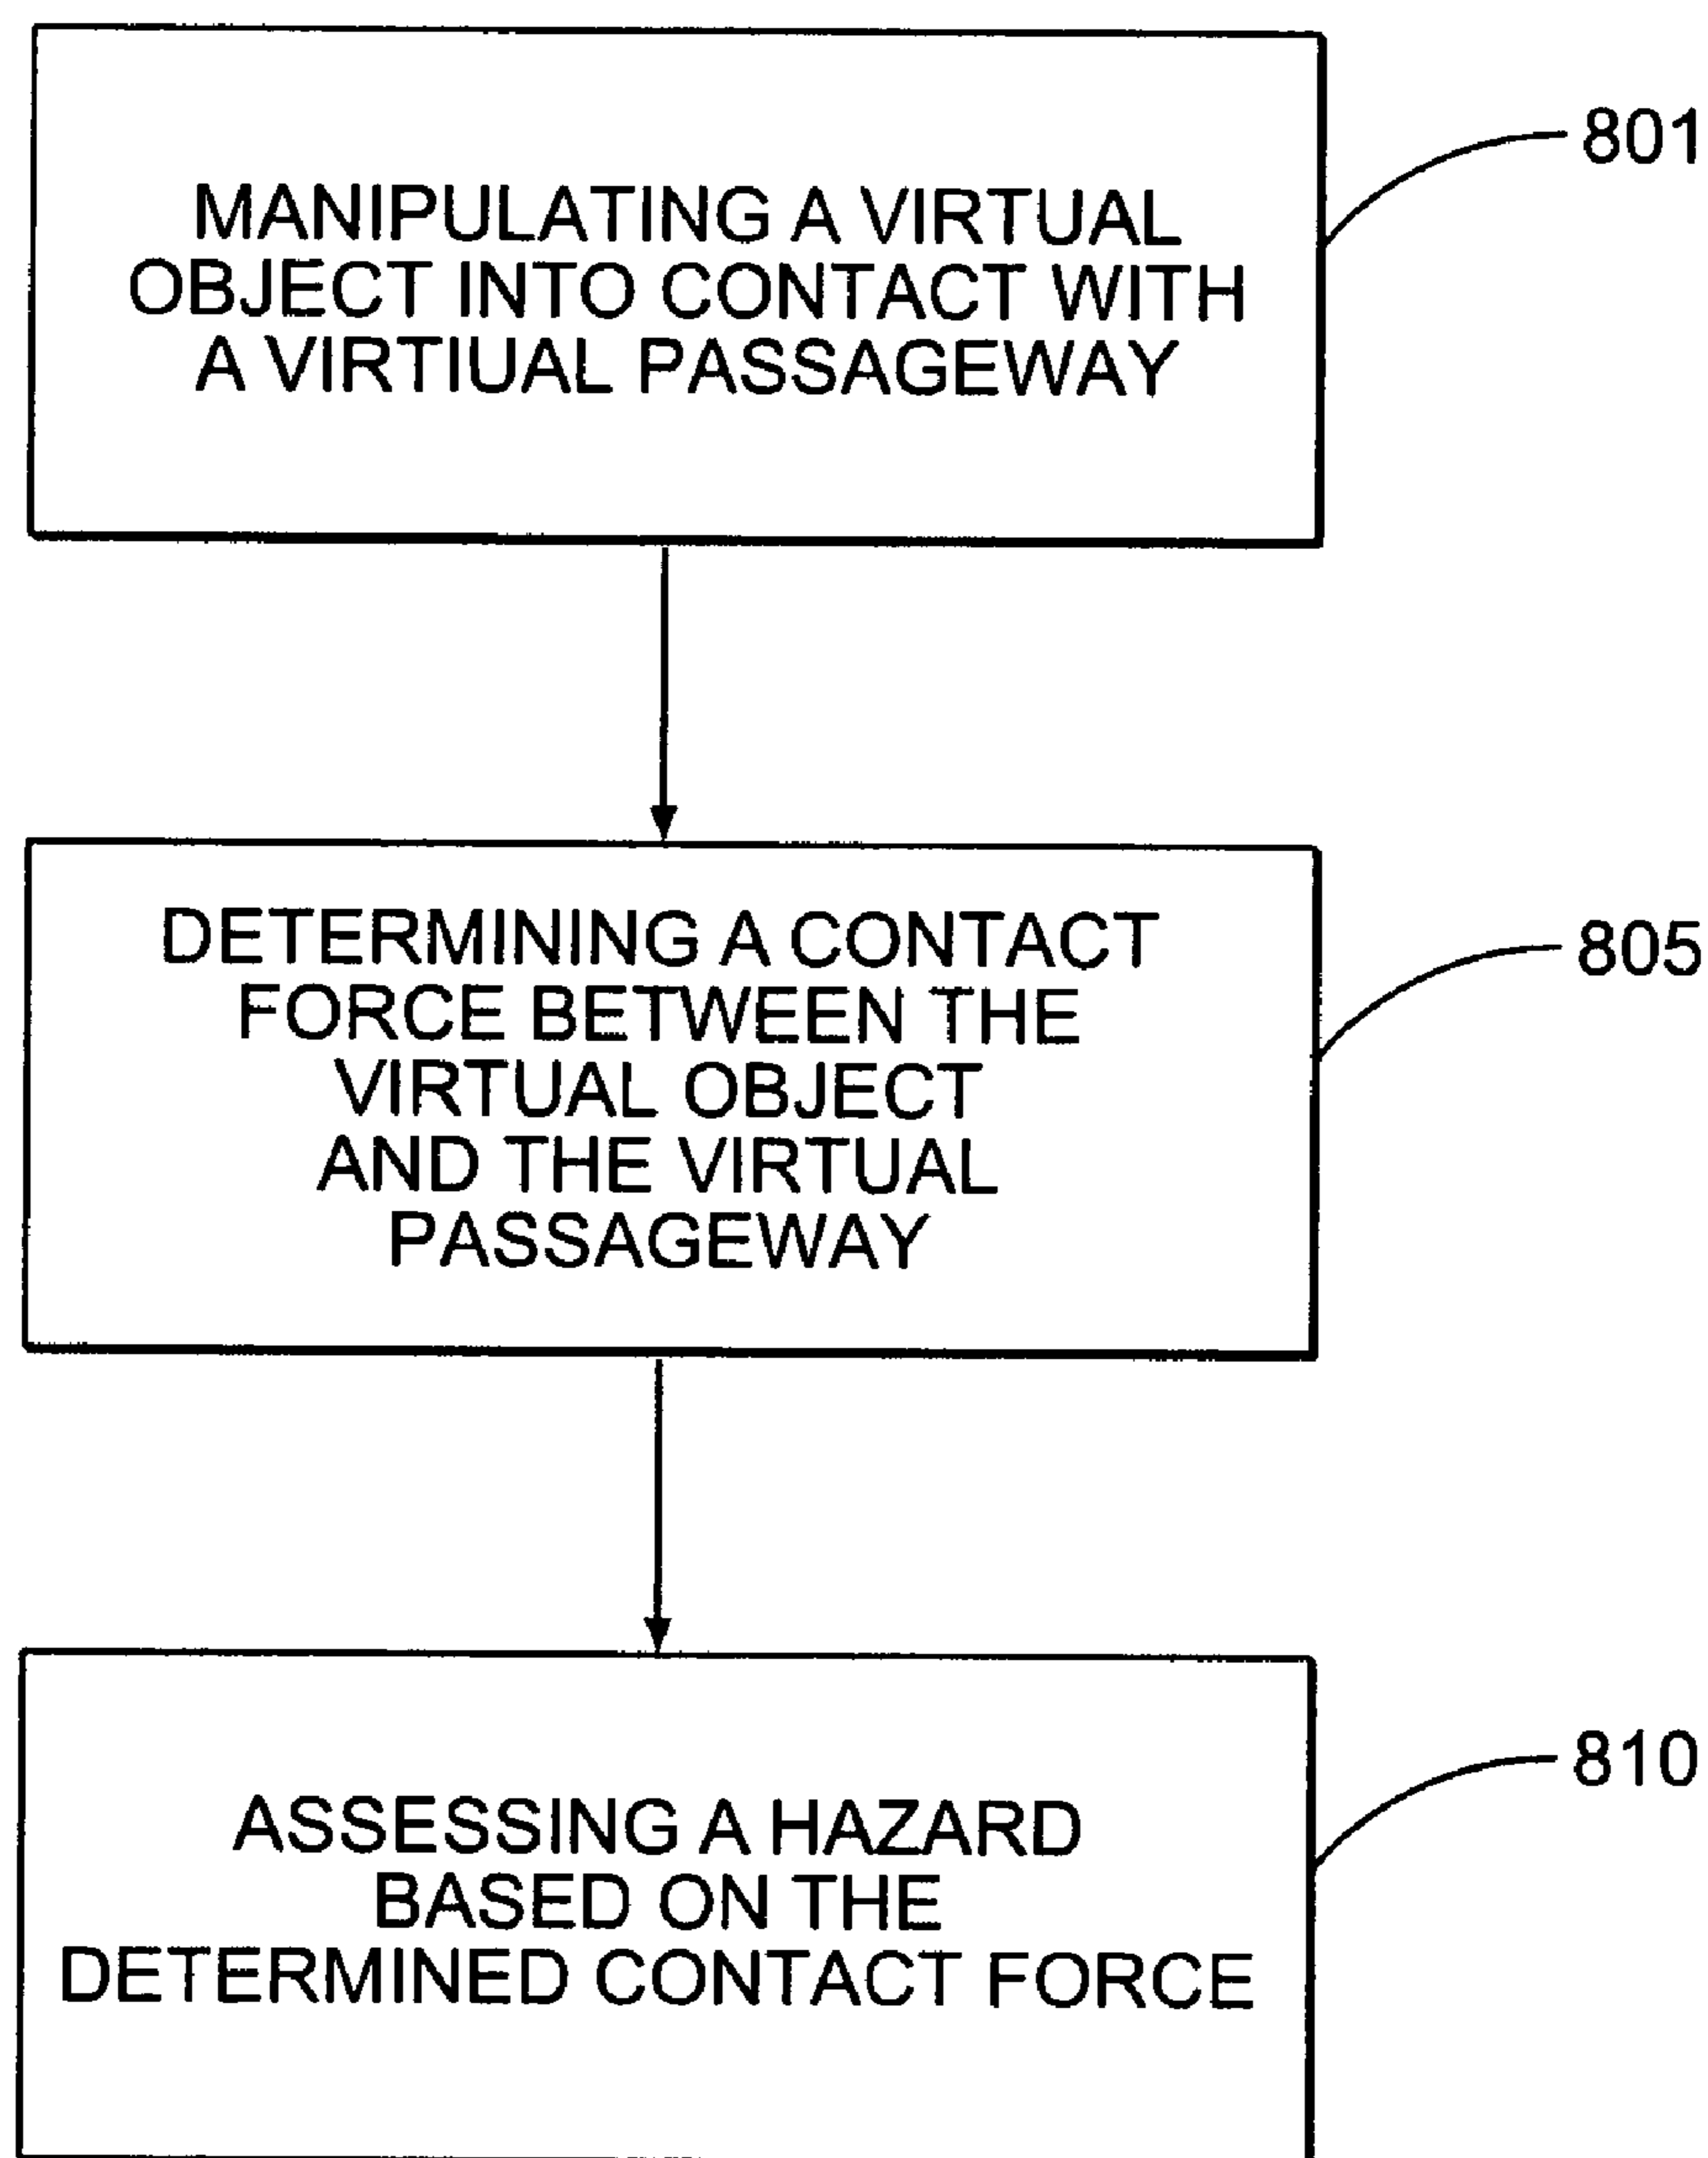 MANIPULATING A VIRTUAL
OBJECT INTO CONTACT WITH
A VIRTIUAL PASSAGEWAY
801
DETERMINING A CONTACT
FORCE BETWEEN THE
VIRTUAL OBJECT
AND THE VIRTUAL
PASSAGEWAY
805
ASSESSING A HAZARD
BASED ON THE
DETERMINED CONTACT FORCE
810